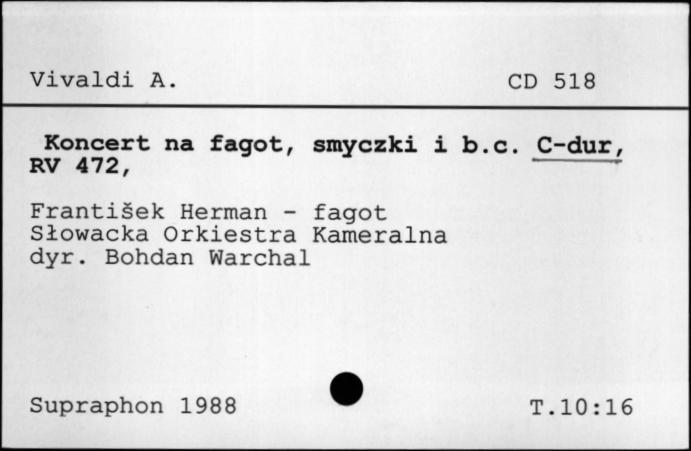 Vivaldi A. CD 518
Koncert na fagot, smyczki i b.c. C-dur,
RV 472,
František Herman - fagot
Słowacka Orkiestra Kameralna
dyr. Bohdan Warchal
Supraphon 1988 T.10:16